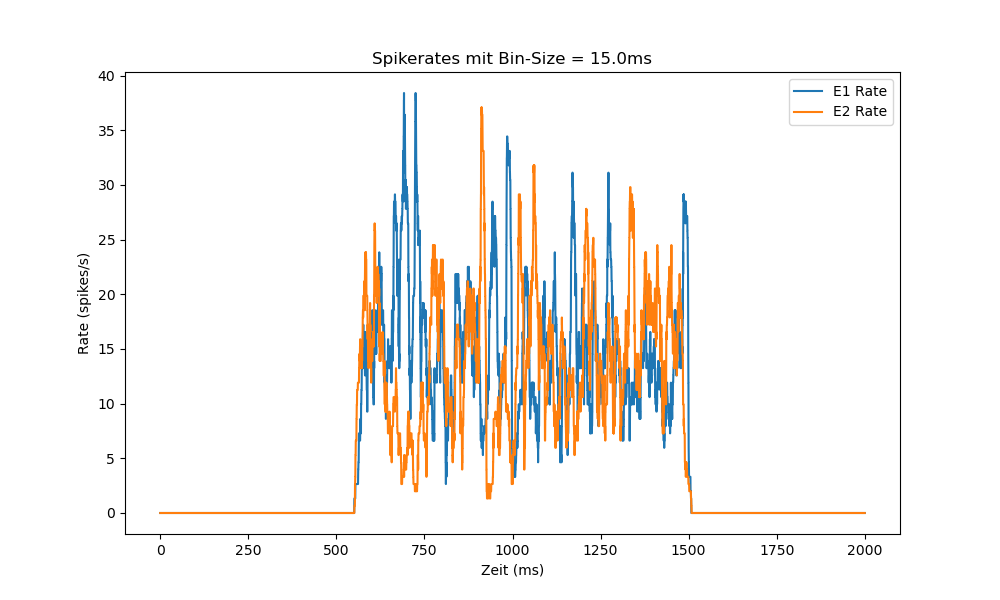 Spikerates mit Bin-Size = 15.0ms
E1 Rate
E2 Rate
Rate (spikes/s)
40
35
30
25
20
15
10
5
0
0 250 500 750 1000 1250 1500 1750 2000
Zeit (ms)